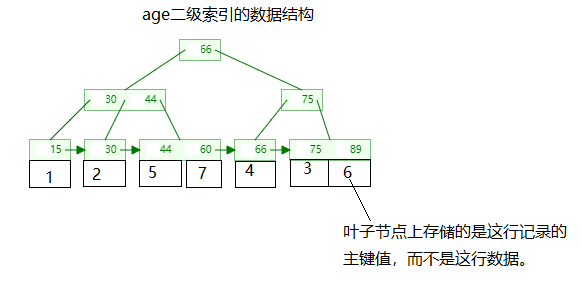 age二级索引的数据结构
66
30 44
75
15 30 44 60 66 75 89
1 2 5 7 4 3 6
叶子节点上存储的是这行记录的
主键值，而不是这行数据。